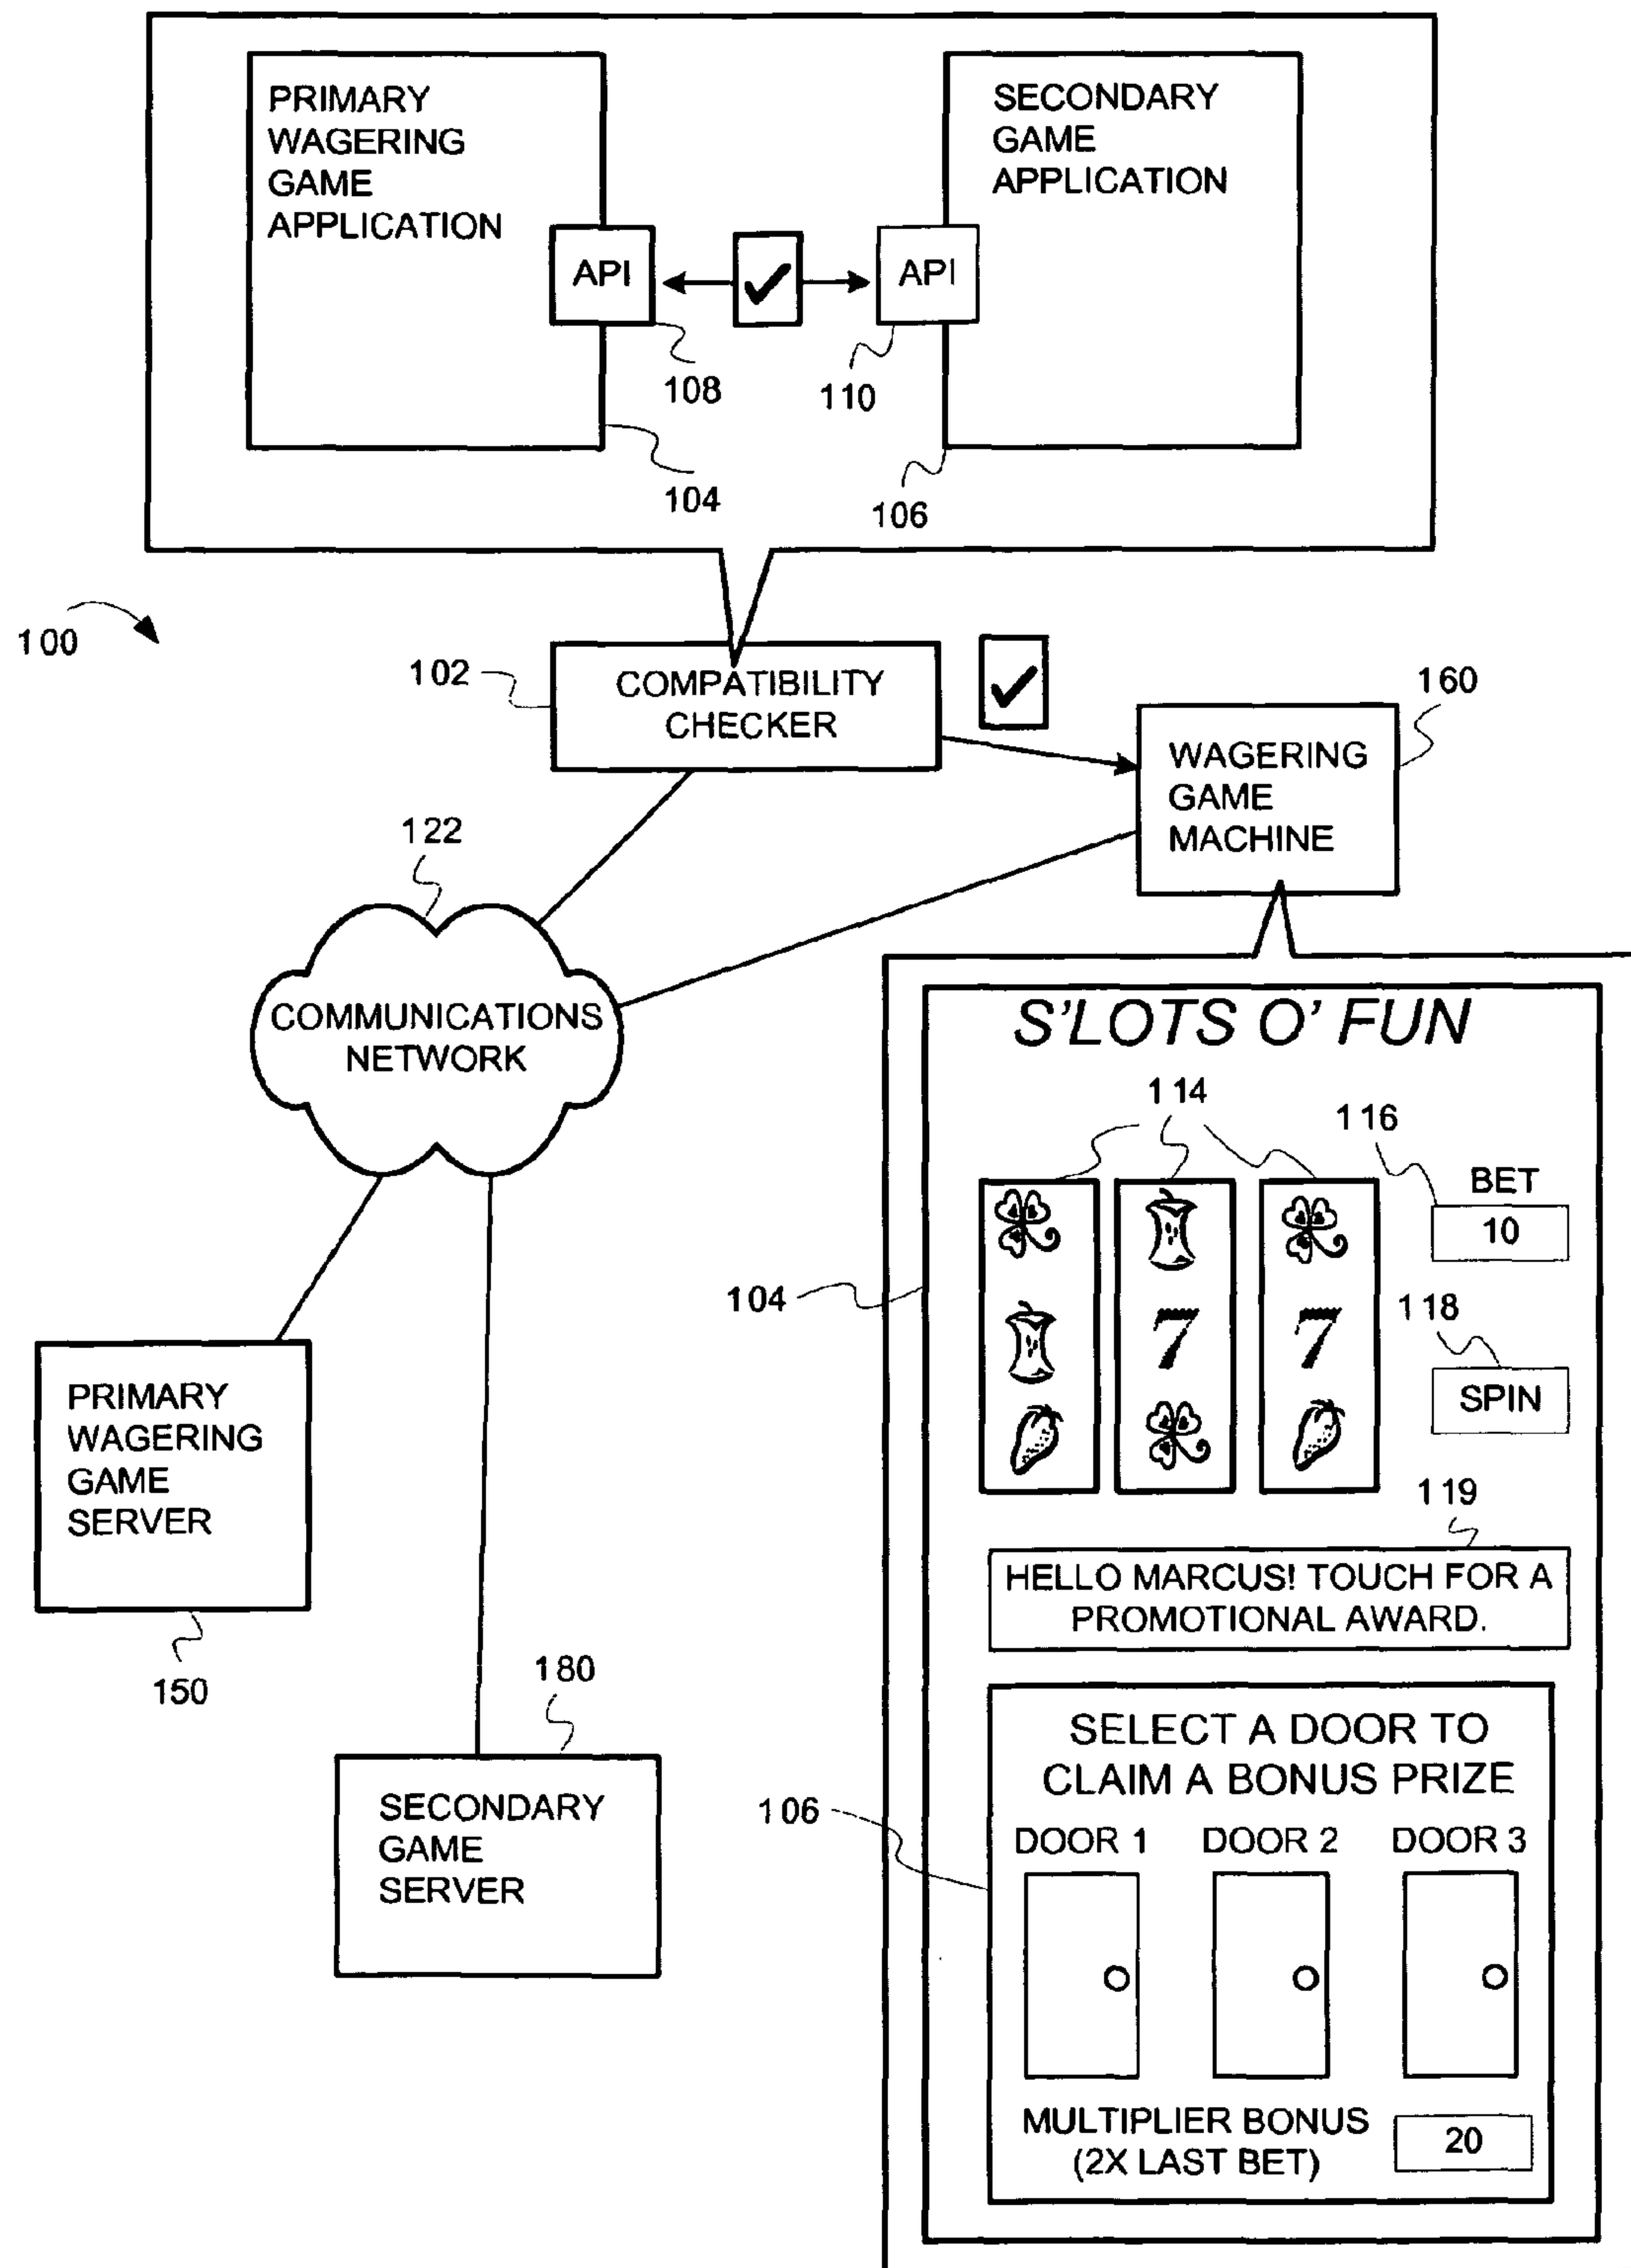 PRIMARY
WAGERING
GAME
APPLICATION
SECONDARY
GAME
APPLICATION
API
API
108
110
104
106
100
102
COMPATIBILITY
CHECKER
160
WAGERING
GAME
MACHINE
122
COMMUNICATIONS
NETWORK
S'LOTS O' FUN
114
116
BET
10
104
7
7
118
SPIN
119
HELLO MARCUS! TOUCH FOR A
PROMOTIONAL AWARD.
PRIMARY
WAGERING
GAME
SERVER
150
180
SECONDARY
GAME
SERVER
106
SELECT A DOOR TO
CLAIM A BONUS PRIZE
DOOR 1 DOOR 2 DOOR 3
MULTIPLIER BONUS
(2X LAST BET)
20